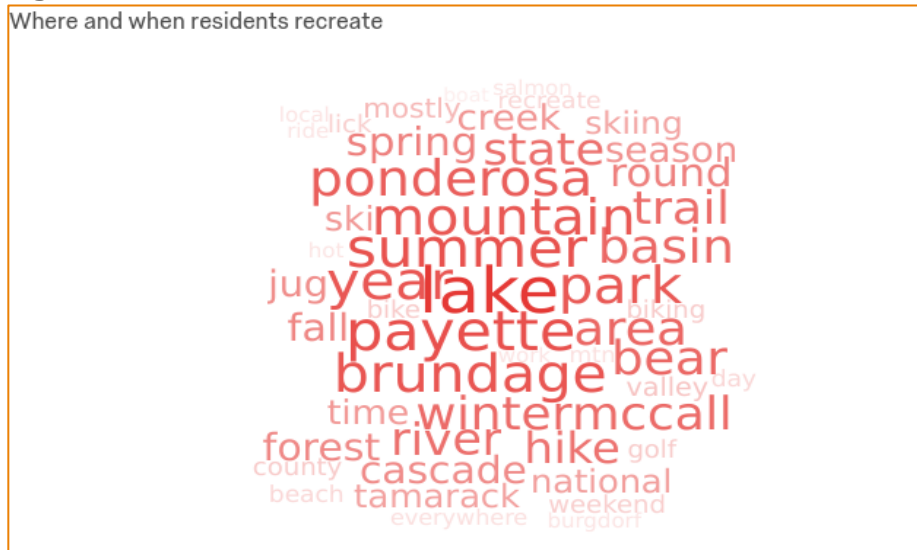 Where and when residents recreate
boat salmon
local mostly creek recreate
ride lick skiing
spring state season
ponderosa round
ski mountain trail
hot summer basin
jug year lake park
bike biking
fall payette area
work mtn bear
brundage valley day
time winter mccall
forest river hike golf
county cascade national
beach tamarack weekend
everywhere burgdorf